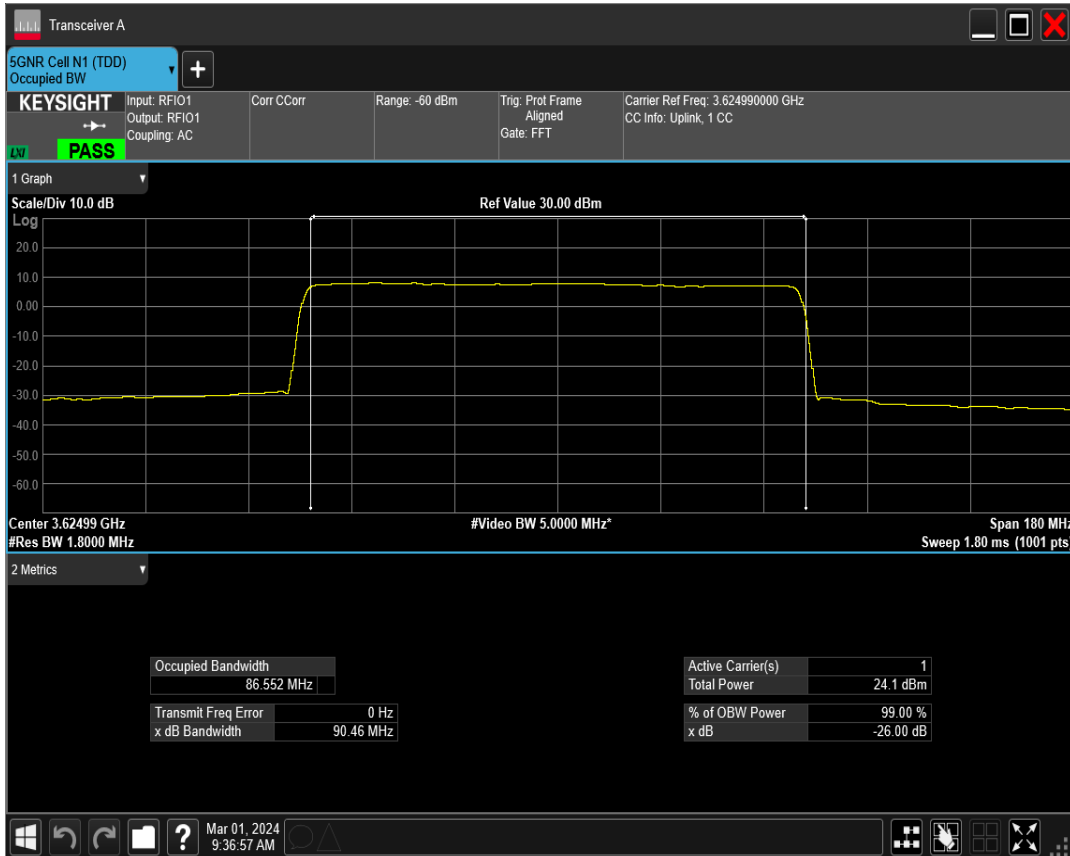 Transceiver A
5GNR Cell N1 (TDD)
Occupied BW
+
KEYSIGHT
LXI
PASS
Input: RFIO1
Output: RFIO1
Coupling: AC
Corr CCorr
Range: -60 dBm
Trig: Prot Frame
Aligned
Gate: FFT
Carrier Ref Freq: 3.624990000 GHz
CC Info: Uplink, 1 CC
1 Graph
Scale/Div 10.0 dB
Ref Value 30.00 dBm
Log
20.0
10.0
0.00
-10.0
-20.0
-30.0
-40.0
-50.0
-60.0
Center 3.62499 GHz
#Video BW 5.0000 MHz*
Span 180 MHz
#Res BW 1.8000 MHz
Sweep 1.80 ms (1001 pts)
2 Metrics
Occupied Bandwidth
86.552 MHz
Transmit Freq Error 0 Hz
x dB Bandwidth 90.46 MHz
Active Carrier(s) 1
Total Power 24.1 dBm
% of OBW Power 99.00 %
x dB -26.00 dB
?
Mar 01, 2024
9:36:57 AM